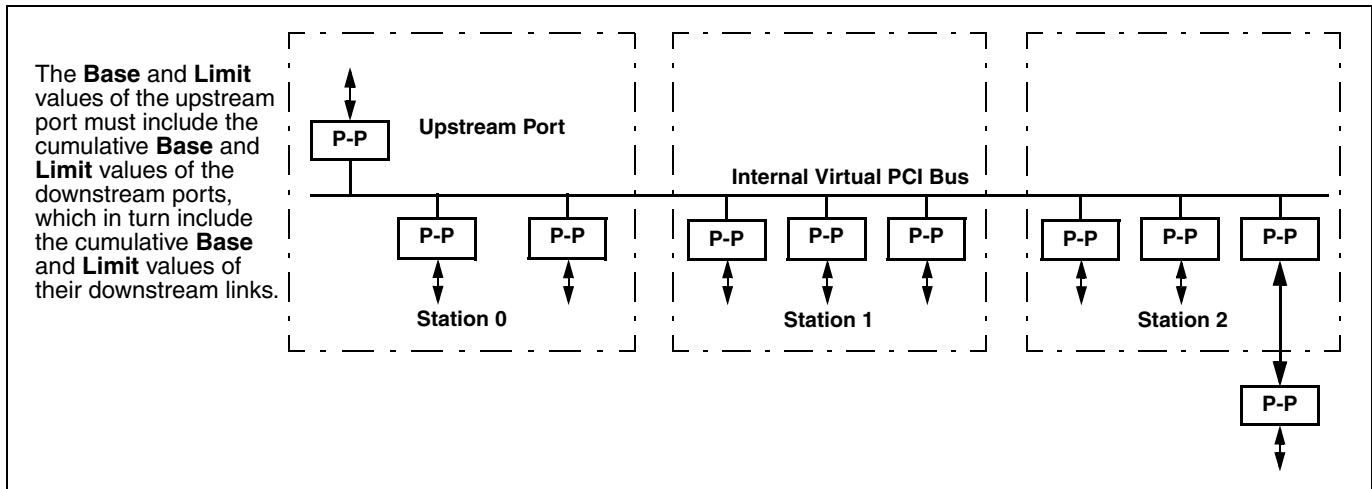 The Base and Limit
values of the upstream
port must include the
cumulative Base and
Limit values of the
downstream ports,
which in turn include
the cumulative Base
and Limit values of
their downstream links.
P-P
Upstream Port
Internal Virtual PCI Bus
P-P
P-P
P-P
P-P
P-P
P-P
P-P
P-P
Station 0
Station 1
Station 2
P-P